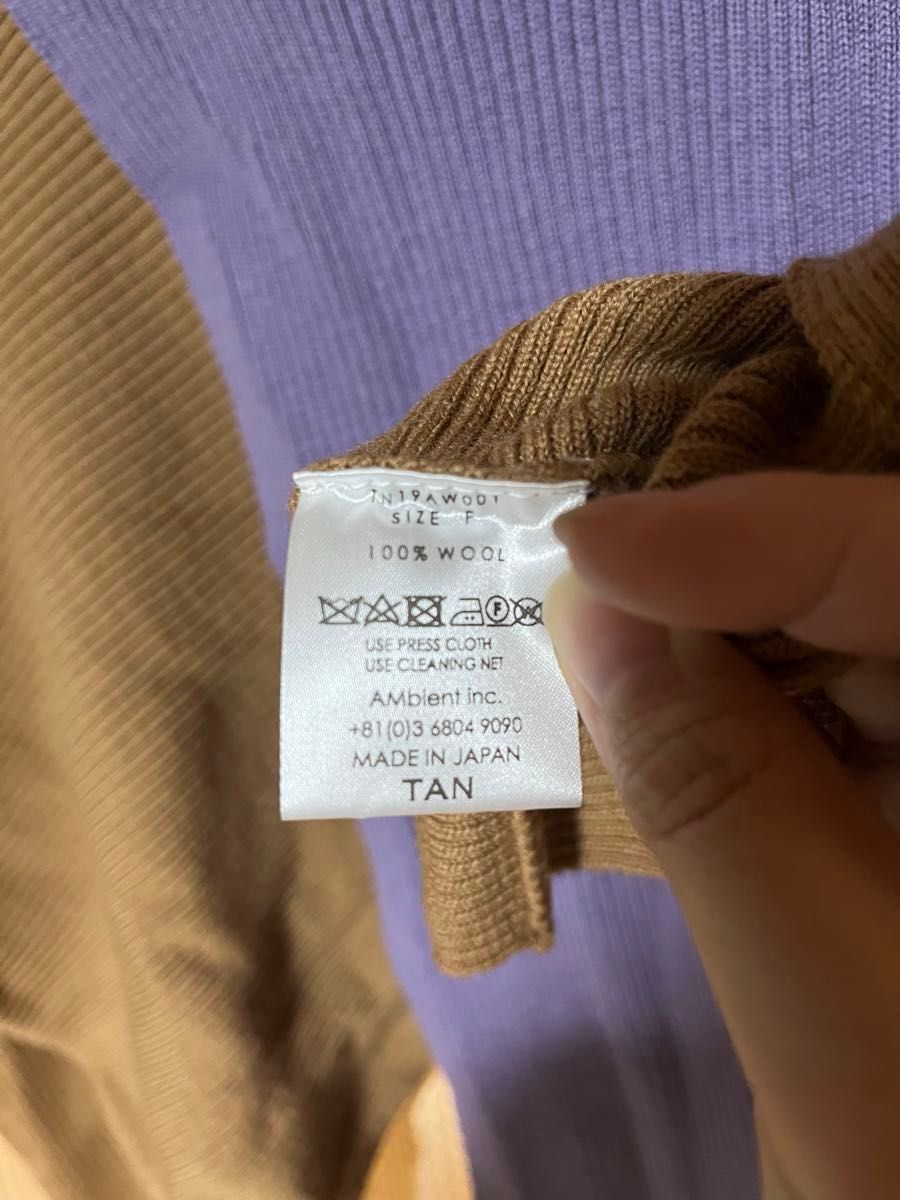 TN19AW001
SIZE F
100% WOOL
F W
USE PRESS CLOTH
USE CLEANING NET
AMbient inc.
+81(0)3 6804 9090
MADE IN JAPAN
TAN